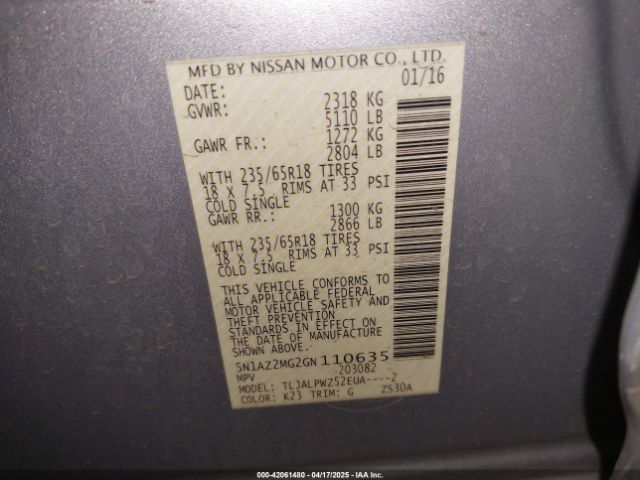 MFD BY NISSAN MOTOR CO., LTD.
DATE: 01/16
GVWR: 2318 KG
5110 LB
GAWR FR.: 1272 KG
2804 LB
WITH 235/65R18 TIRES
18 X 7.5 RIMS AT 33 PSI
COLD SINGLE
GAWR RR.: 1300 KG
2866 LB
WITH 235/65R18 TIRES
18 X 7.5 RIMS AT 33 PSI
COLD SINGLE
THIS VEHICLE CONFORMS TO
ALL APPLICABLE FEDERAL
MOTOR VEHICLE SAFETY AND
THEFT PREVENTION
STANDARDS IN EFFECT ON
THE DATE OF MANUFACTURE
SHOWN ABOVE.
5N1AZ2MG2GN110635
MPV 203082
MODEL: TLJALPWZ52EUA----2
COLOR: K23 TRIM: G ZS30A
000-42061480 - 04/17/2025 - IAA Inc.